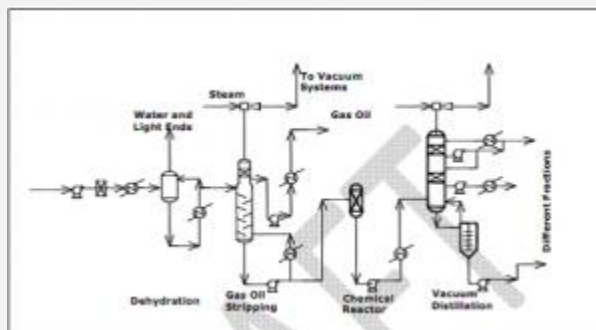 Steam
To Vacuum
Systems
Water and
Light Ends
Gas Oil
Different Fractions
Dehydration
Gas Oil
Stripping
Chemical
Reactor
Vacuum
Distillation